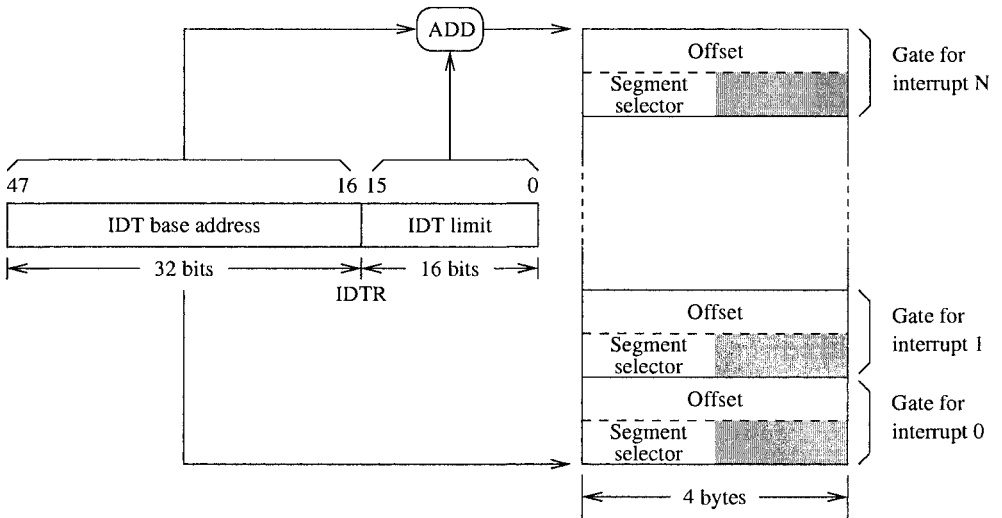 ADD
Offset
Segment
selector
Gate for
interrupt N
47
16 15
0
IDT base address
IDT limit
32 bits
16 bits
IDTR
Offset
Segment
selector
Gate for
interrupt 1
Offset
Segment
selector
Gate for
interrupt 0
4 bytes